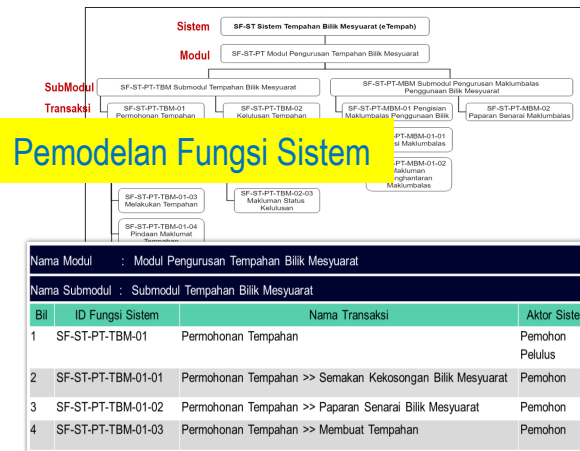 Sistem
SF-ST Sistem Tempahan Bilik Mesyuarat (eTempah)
Modul
SF-ST-PT Modul Pengurusan Tempahan Bilik Mesyuarat
SubModul
SF-ST-PT-TBM Submodul Tempahan Bilik Mesyuarat
SF-ST-PT-MBM Submodul Pengurusan Maklumbalas
Penggunaan Bilik Mesyuarat
Transaksi
SF-ST-PT-TBM-01
Permohonan Tempahan
SF-ST-PT-TBM-02
Kelulusan Tempahan
SF-ST-PT-MBM-01 Pengisian
Maklumbalas Penggunaan Bilik
SF-ST-PT-MBM-02
Paparan Senarai Maklumbalas
Pemodelan Fungsi Sistem
PT-MBM-01-01
si Maklumbalas
PT-MBM-01-02
Makluman
nghantaran
Maklumbalas
SF-ST-PT-TBM-01-03
Melakukan Tempahan
SF-ST-PT-TBM-02-03
Makluman Status
Kelulusan
SF-ST-PT-TBM-01-04
Pindaan Maklumat
Tempahan
Nama Modul : Modul Pengurusan Tempahan Bilik Mesyuarat
Nama Submodul : Submodul Tempahan Bilik Mesyuarat
Bil ID Fungsi Sistem Nama Transaksi Aktor Siste
1 SF-ST-PT-TBM-01 Permohonan Tempahan Pemohon
Pelulus
2 SF-ST-PT-TBM-01-01 Permohonan Tempahan >> Semakan Kekosongan Bilik Mesyuarat Pemohon
3 SF-ST-PT-TBM-01-02 Permohonan Tempahan >> Paparan Senarai Bilik Mesyuarat Pemohon
4 SF-ST-PT-TBM-01-03 Permohonan Tempahan >> Membuat Tempahan Pemohon